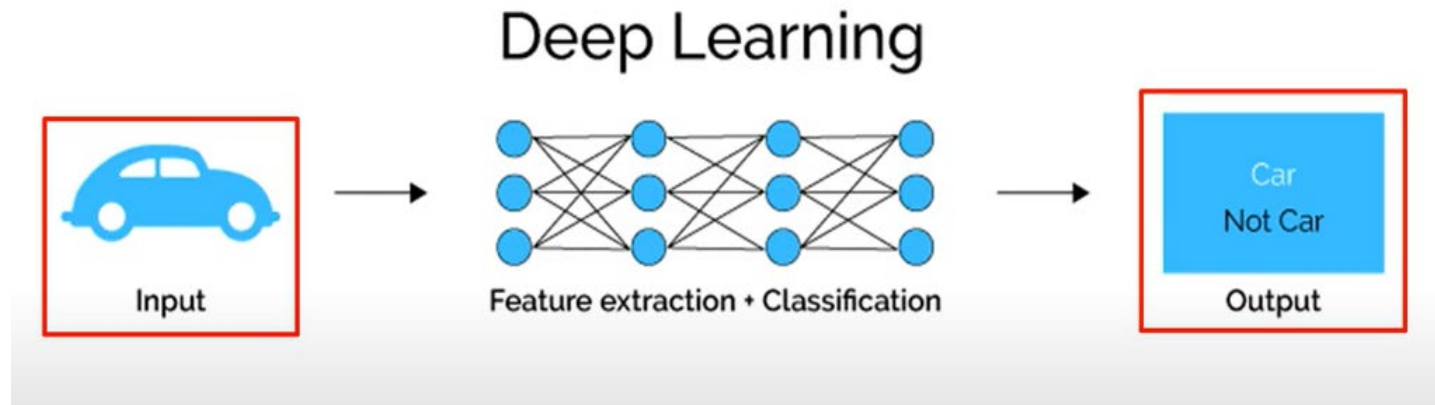 Deep Learning
Car
Not Car
Input
Feature extraction + Classification
Output